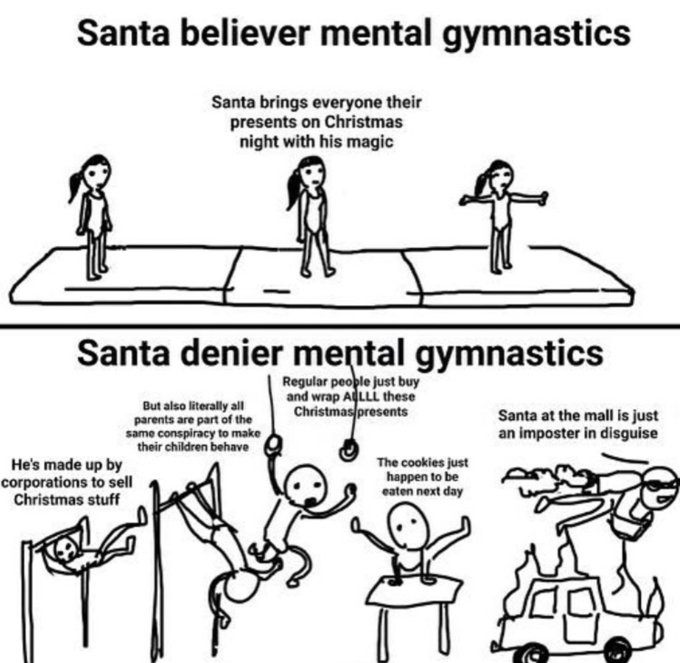 Santa believer mental gymnastics
Santa brings everyone their
presents on Christmas
night with his magic
Santa denier mental gymnastics
He's made up by
corporations to sell
Christmas stuff
But also literally all
parents are part of the
same conspiracy to make
their children behave
Regular people just buy
and wrap ALLLL these
Christmas presents
The cookies just
happen to be
eaten next day
Santa at the mall is just
an imposter in disguise